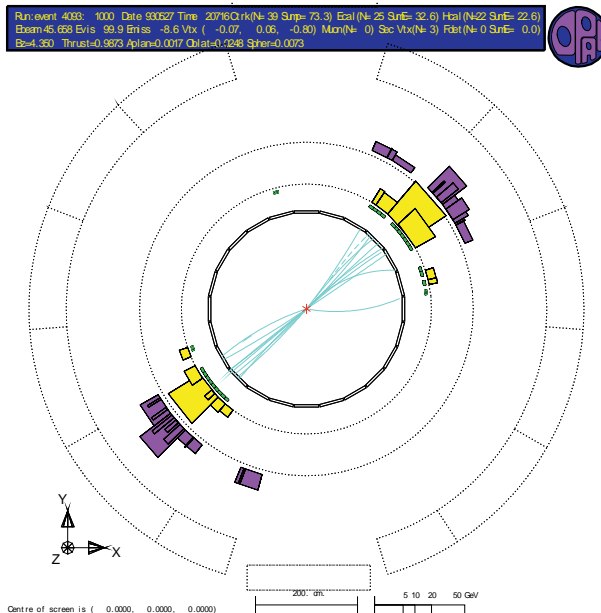 Run:event 4093: 1000 Date 930527 Time 20716 Ctrk(N= 39 Sump= 73.3) Ecal(N= 25 SumE= 32.6) Hcal(N=22 SumE= 22.6)
Ebeam 45.658 Evis 99.9 Emiss -8.6 Vtx ( -0.07, 0.06, -0.80) Muon(N= 0) Sec Vtx(N= 3) Fdet(N= 0 SumE= 0.0)
Bz=4.350 Thrust=0.9873 Aplan=0.0017 Oblat=0.0248 Spher=0.0073
OPAL
Y
X
Z
200. cm.
5 10 20 50 GeV
Centre of screen is ( 0.0000, 0.0000, 0.0000)